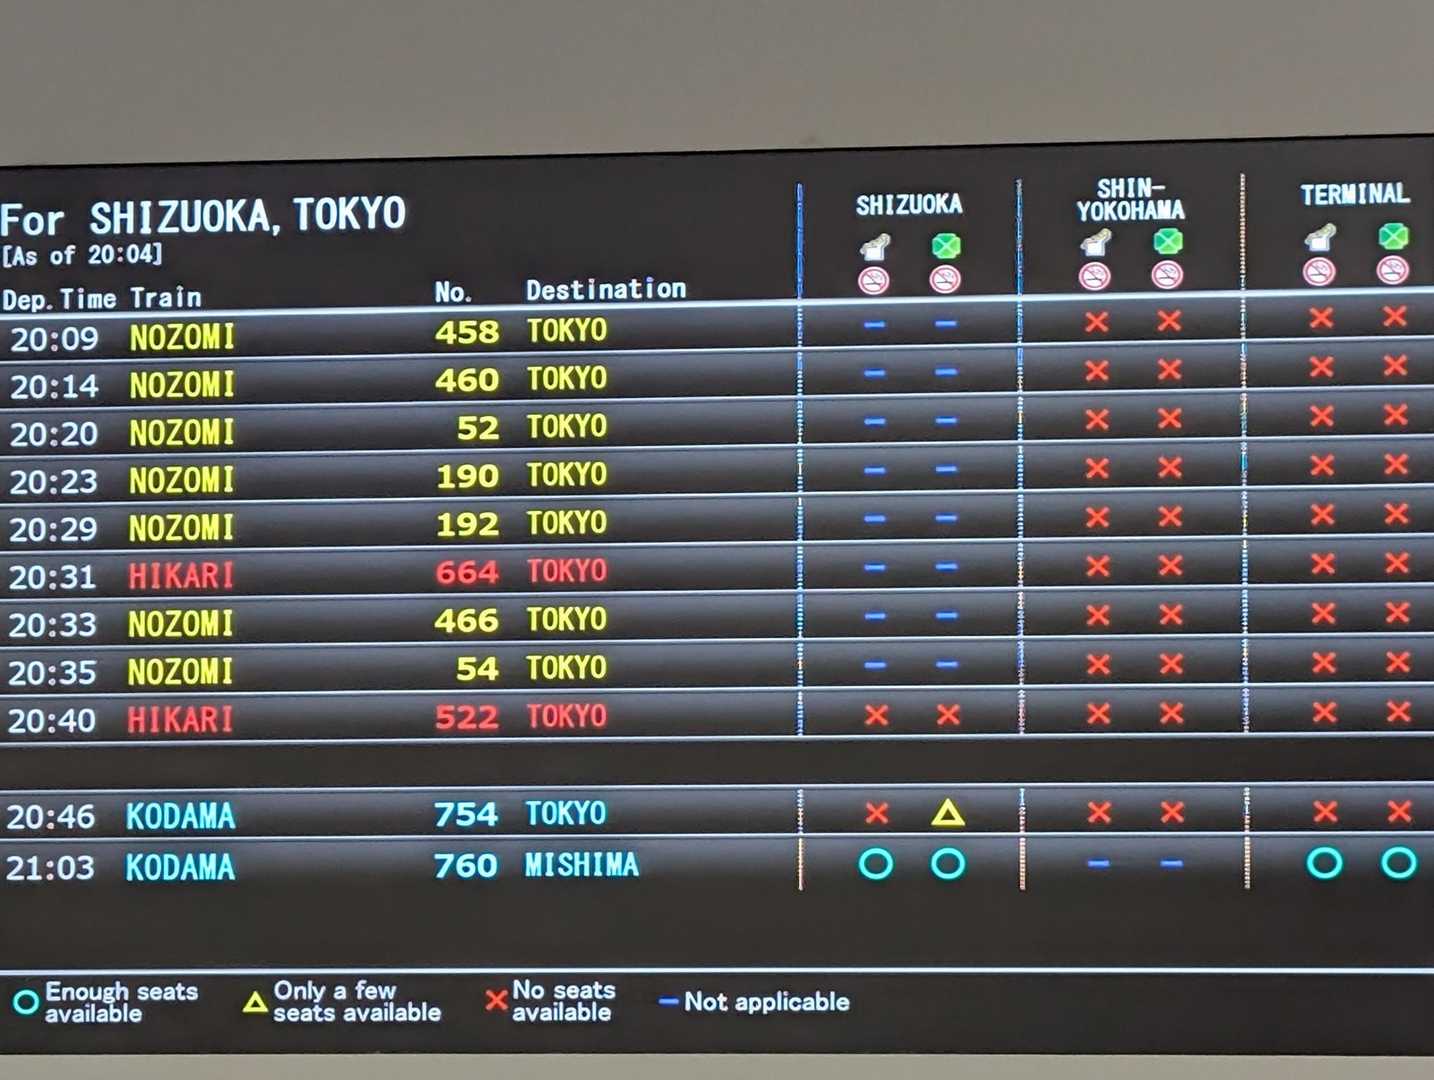 For SHIZUOKA, TOKYO
[As of 20:04]
SHIZUOKA
SHIN-
YOKOHAMA
TERMINAL
Dep. Time Train No. Destination
20:09 NOZOMI 458 TOKYO － － × × × ×
20:14 NOZOMI 460 TOKYO － － × × × ×
20:20 NOZOMI 52 TOKYO － － × × × ×
20:23 NOZOMI 190 TOKYO － － × × × ×
20:29 NOZOMI 192 TOKYO － － × × × ×
20:31 HIKARI 664 TOKYO － － × × × ×
20:33 NOZOMI 466 TOKYO － － × × × ×
20:35 NOZOMI 54 TOKYO － － × × × ×
20:40 HIKARI 522 TOKYO × × × × × ×
20:46 KODAMA 754 TOKYO × △ × × × ×
21:03 KODAMA 760 MISHIMA ○ ○ － － ○ ○
○ Enough seats
available
△ Only a few
seats available
× No seats
available
－ Not applicable